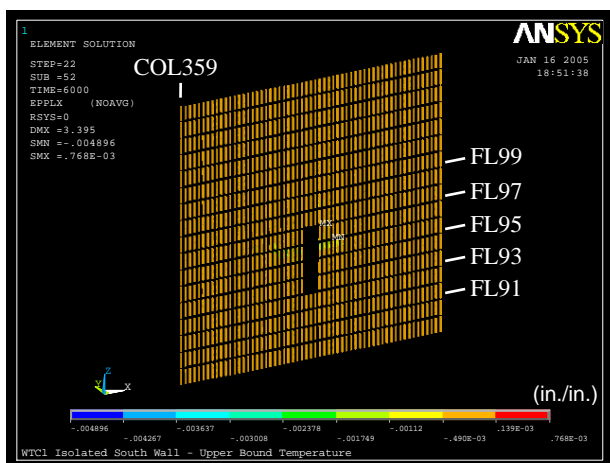 1
ANSYS
ELEMENT SOLUTION
JAN 16 2005
18:51:38
STEP=22
SUB =52
TIME=6000
EPPLX (NOAVG)
RSYS=0
DMX =3.395
SMN =-.004896
SMX =.768E-03
COL359
FL99
FL97
FL95
FL93
FL91
MX
MN
Z
Y
X
(in./in.)
-.004896 -.003637 -.002378 -.00112 .139E-03
-.004267 -.003008 -.001749 -.490E-03 .768E-03
WTC1 Isolated South Wall - Upper Bound Temperature